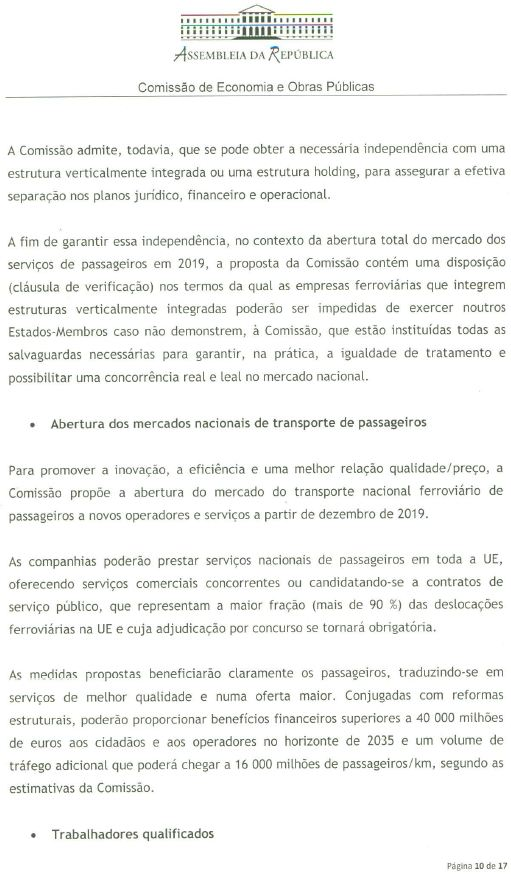 ASSEMBLEIA DA REPÚBLICA
Comissão de Economia e Obras Públicas
A Comissão admite, todavia, que se pode obter a necessária independência com uma
estrutura verticalmente integrada ou uma estrutura holding, para assegurar a efetiva
separação nos planos jurídico, financeiro e operacional.
A fim de garantir essa independência, no contexto da abertura total do mercado dos
serviços de passageiros em 2019, a proposta da Comissão contém uma disposição
(cláusula de verificação) nos termos da qual as empresas ferroviárias que integrem
estruturas verticalmente integradas poderão ser impedidas de exercer noutros
Estados-Membros caso não demonstrem, à Comissão, que estão instituídas todas as
salvaguardas necessárias para garantir, na prática, a igualdade de tratamento e
possibilitar uma concorrência real e leal no mercado nacional.
• Abertura dos mercados nacionais de transporte de passageiros
Para promover a inovação, a eficiência e uma melhor relação qualidade/preço, a
Comissão propõe a abertura do mercado do transporte nacional ferroviário de
passageiros a novos operadores e serviços a partir de dezembro de 2019.
As companhias poderão prestar serviços nacionais de passageiros em toda a UE,
oferecendo serviços comerciais concorrentes ou candidatando-se a contratos de
serviço público, que representam a maior fração (mais de 90 %) das deslocações
ferroviárias na UE e cuja adjudicação por concurso se tornará obrigatória.
As medidas propostas beneficiarão claramente os passageiros, traduzindo-se em
serviços de melhor qualidade e numa oferta maior. Conjugadas com reformas
estruturais, poderão proporcionar benefícios financeiros superiores a 40 000 milhões
de euros aos cidadãos e aos operadores no horizonte de 2035 e um volume de
tráfego adicional que poderá chegar a 16 000 milhões de passageiros/km, segundo as
estimativas da Comissão.
• Trabalhadores qualificados
Página 10 de 17